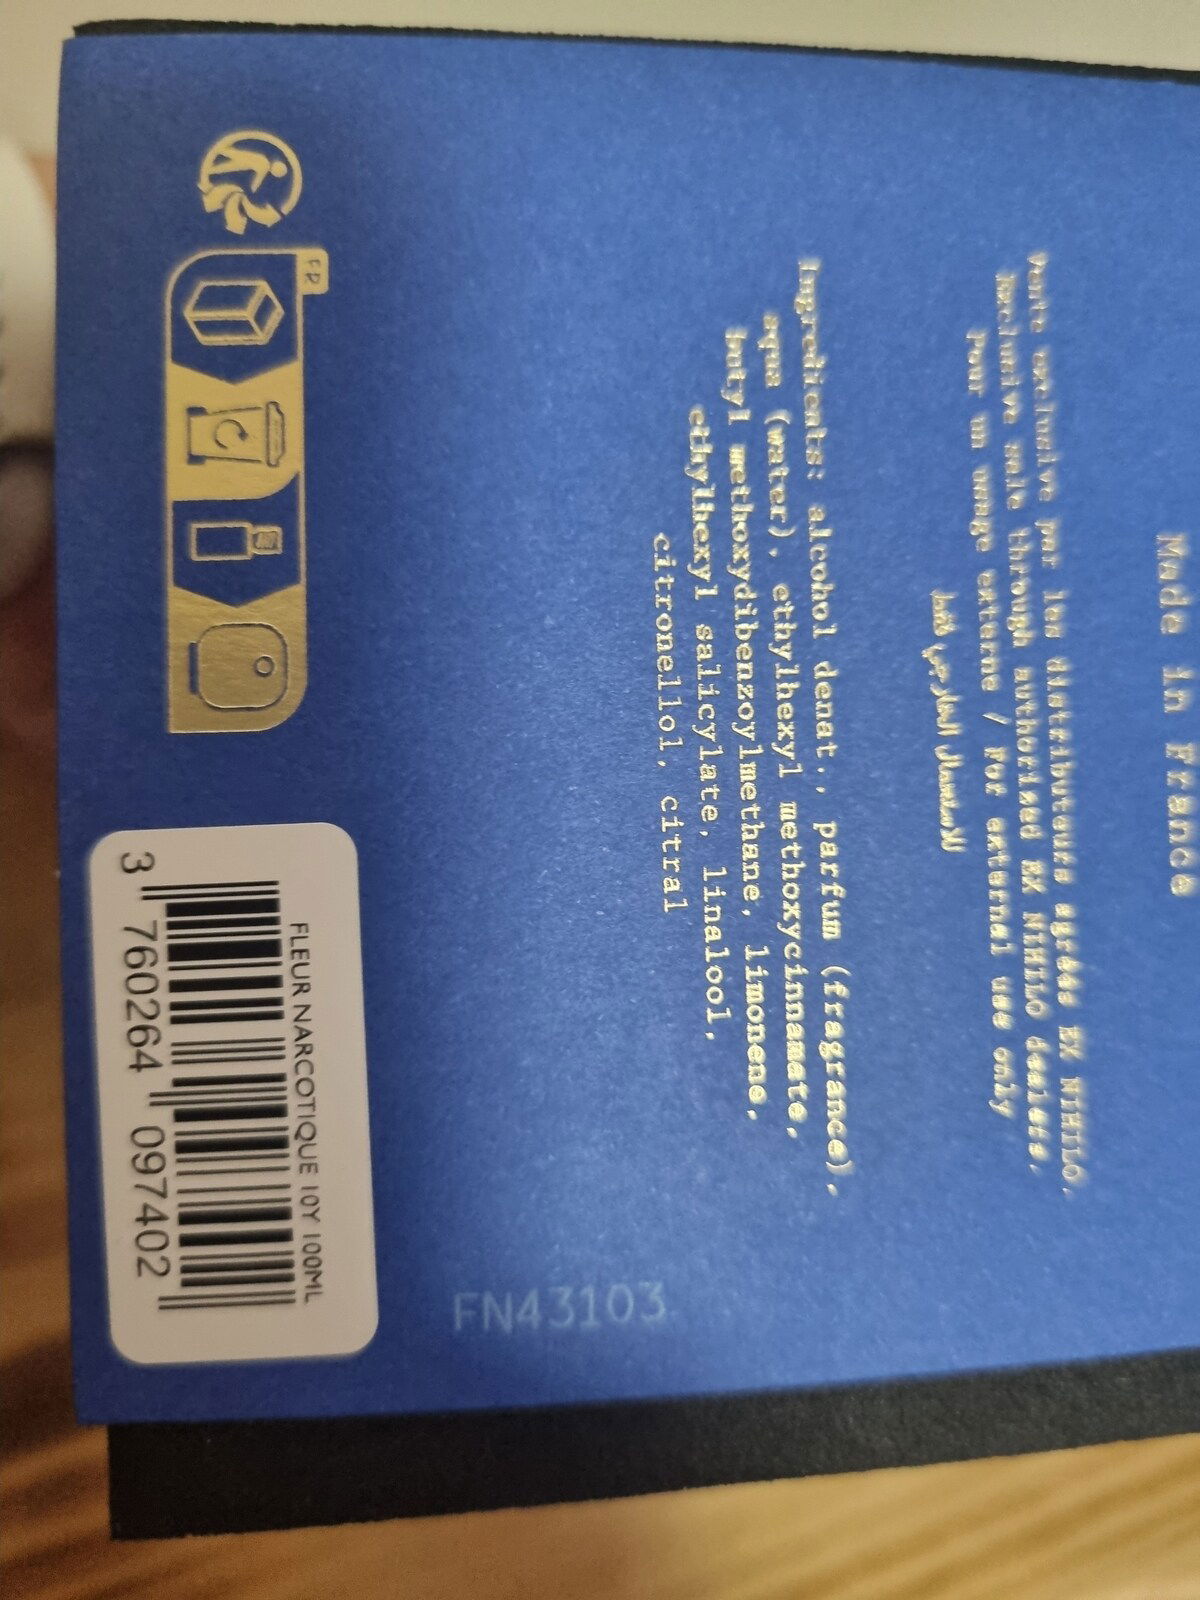 Made in France
Vente exclusive par les distributeurs agréés EX NIHILO.
Exclusive sale through authorized EX NIHILO dealers.
Pour un usage externe / For external use only
للاستعمال الخارجي فقط
Ingredients: alcohol denat., parfum (fragrance),
aqua (water), ethylhexyl methoxycinnamate,
butyl methoxydibenzoylmethane, limonene,
ethylhexyl salicylate, linalool,
citronellol, citral
FR
FLEUR NARCOTIQUE 10Y 100ML
3 760264 097402
FN43103